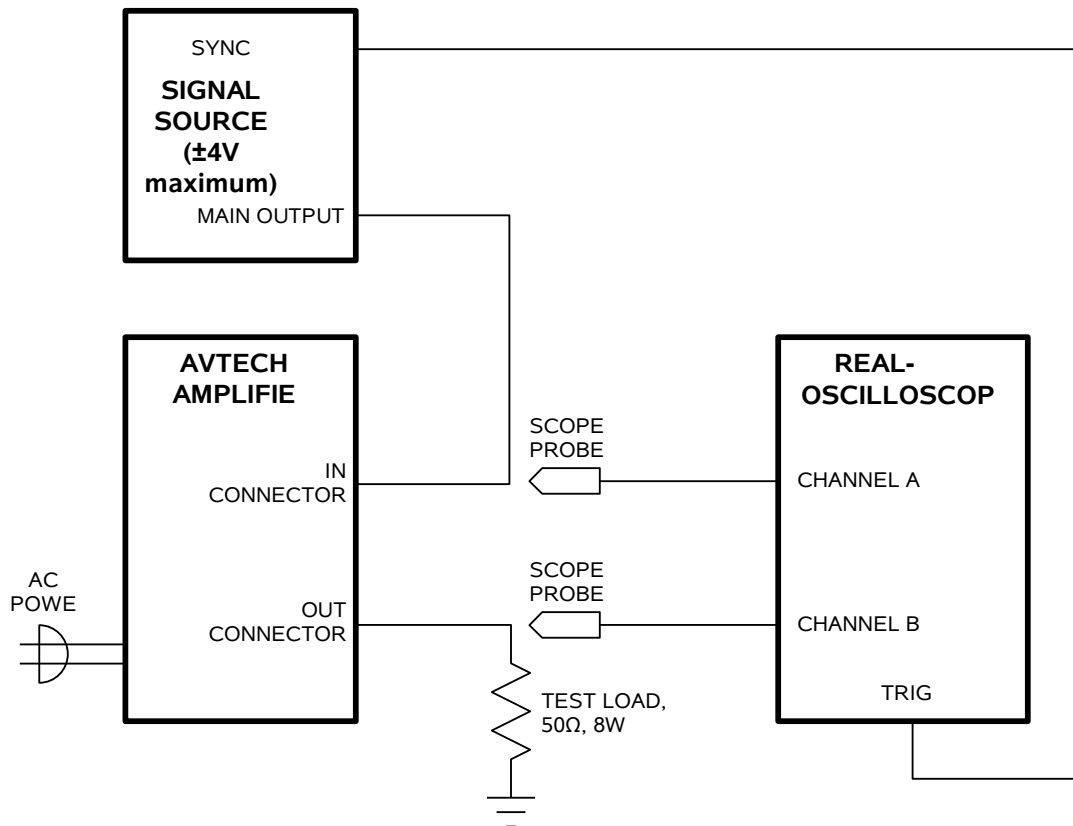 SYNC
SIGNAL
SOURCE
(±4V
maximum)
MAIN OUTPUT
AVTECH
AMPLIFIE
IN
CONNECTOR
OUT
CONNECTOR
AC
POWE
SCOPE
PROBE
SCOPE
PROBE
TEST LOAD,
50Ω, 8W
REAL-
OSCILLOSCOP
CHANNEL A
CHANNEL B
TRIG